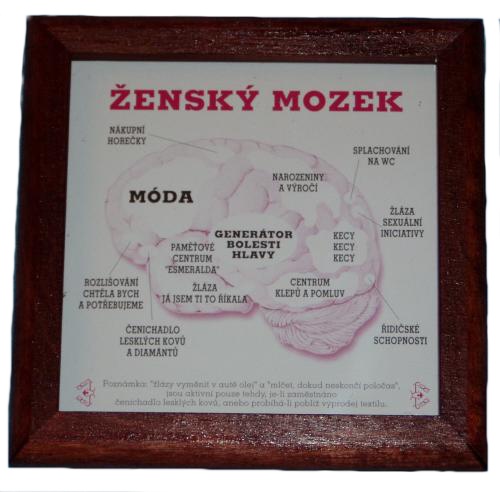 ŽENSKÝ MOZEK
NÁKUPNÍ
HOREČKY
SPLACHOVÁNÍ
NA WC
NAROZENINY
A VÝROČÍ
MÓDA
ŽLÁZA
SEXUÁLNÍ
INICIATIVY
GENERÁTOR
BOLESTI
HLAVY
KECY
KECY
KECY
PAMĚŤOVÉ
CENTRUM
"ESMERALDA"
ROZLIŠOVÁNÍ
CHTĚLA BYCH
A POTŘEBUJEME
ŽLÁZA
JÁ JSEM TI TO ŘÍKALA
CENTRUM
KLEPŮ A POMLUV
ČENICHADLO
LESKLÝCH KOVŮ
A DIAMANTŮ
ŘIDIČSKÉ
SCHOPNOSTI
Poznámka: "žlázy vyměnit v autě olej" a "mlčet, dokud neskončí poločas",
jsou aktivní pouze tehdy, je-li zaměstnáno
čenichadlo lesklých kovů, anebo probíhá-li poblíž výprodej textilu.